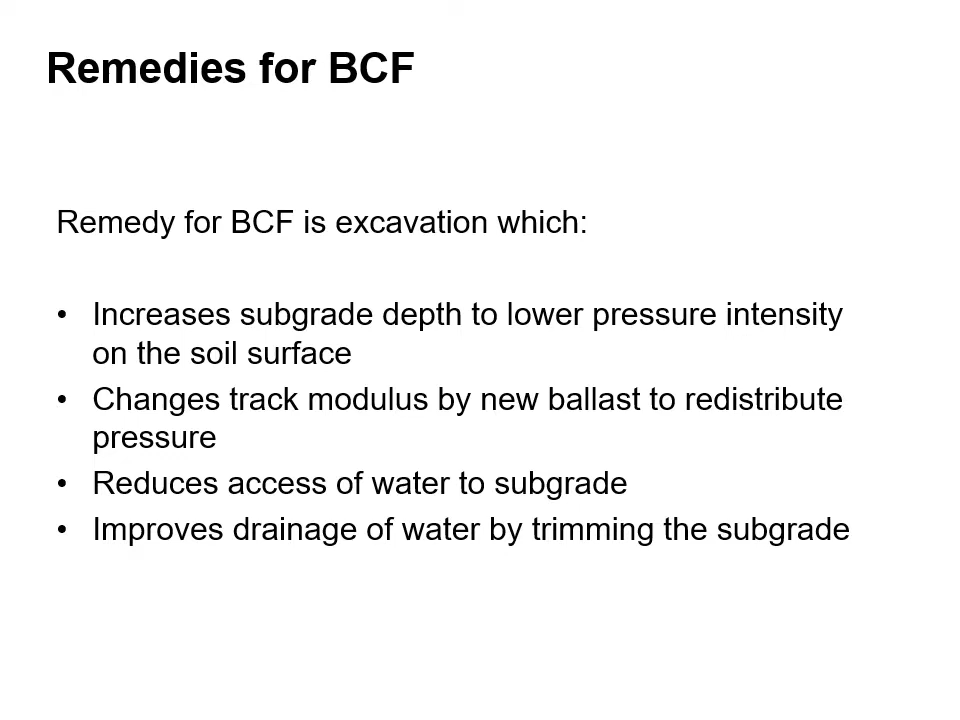 Remedies for BCF
Remedy for BCF is excavation which:
• Increases subgrade depth to lower pressure intensity
on the soil surface
• Changes track modulus by new ballast to redistribute
pressure
• Reduces access of water to subgrade
• Improves drainage of water by trimming the subgrade